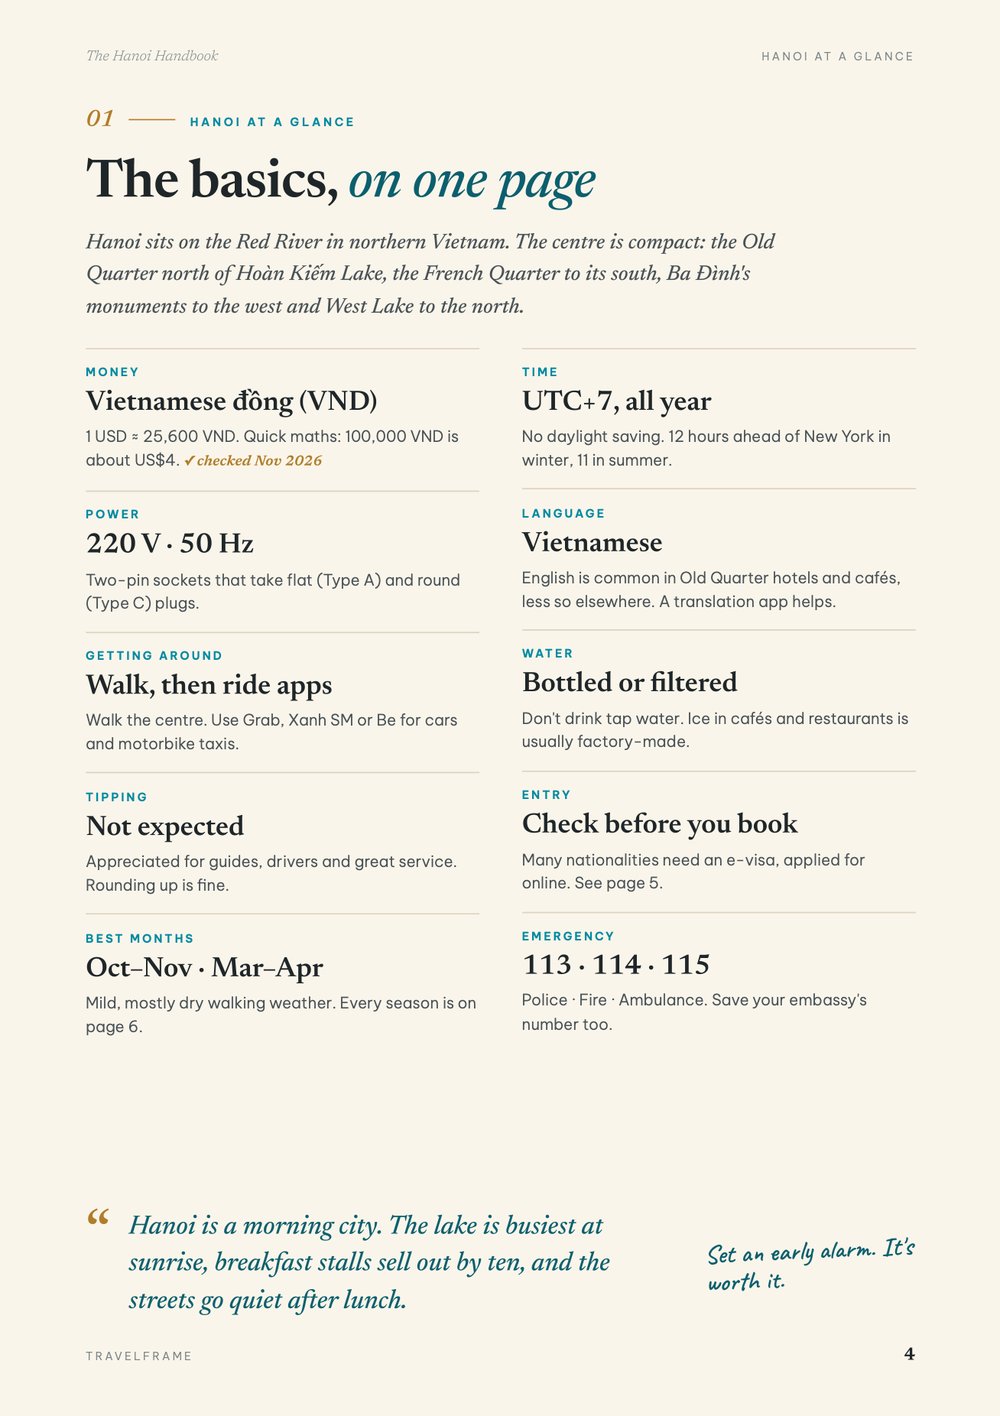 The Hanoi Handbook
HANOI AT A GLANCE
01
HANOI AT A GLANCE
The basics, on one page
Hanoi sits on the Red River in northern Vietnam. The centre is compact: the Old
Quarter north of Hoàn Kiếm Lake, the French Quarter to its south, Ba Đình's
monuments to the west and West Lake to the north.
MONEY
Vietnamese đồng (VND)
1 USD ≈ 25,600 VND. Quick maths: 100,000 VND is
about US$4. ✓ checked Nov 2026
POWER
220 V · 50 Hz
Two-pin sockets that take flat (Type A) and round
(Type C) plugs.
GETTING AROUND
Walk, then ride apps
Walk the centre. Use Grab, Xanh SM or Be for cars
and motorbike taxis.
TIPPING
Not expected
Appreciated for guides, drivers and great service.
Rounding up is fine.
BEST MONTHS
Oct–Nov · Mar–Apr
Mild, mostly dry walking weather. Every season is on
page 6.
TIME
UTC+7, all year
No daylight saving. 12 hours ahead of New York in
winter, 11 in summer.
LANGUAGE
Vietnamese
English is common in Old Quarter hotels and cafés,
less so elsewhere. A translation app helps.
WATER
Bottled or filtered
Don't drink tap water. Ice in cafés and restaurants is
usually factory-made.
ENTRY
Check before you book
Many nationalities need an e-visa, applied for
online. See page 5.
EMERGENCY
113 · 114 · 115
Police · Fire · Ambulance. Save your embassy's
number too.
“ Hanoi is a morning city. The lake is busiest at
sunrise, breakfast stalls sell out by ten, and the
streets go quiet after lunch.
Set an early alarm. It's
worth it.
TRAVELFRAME
4